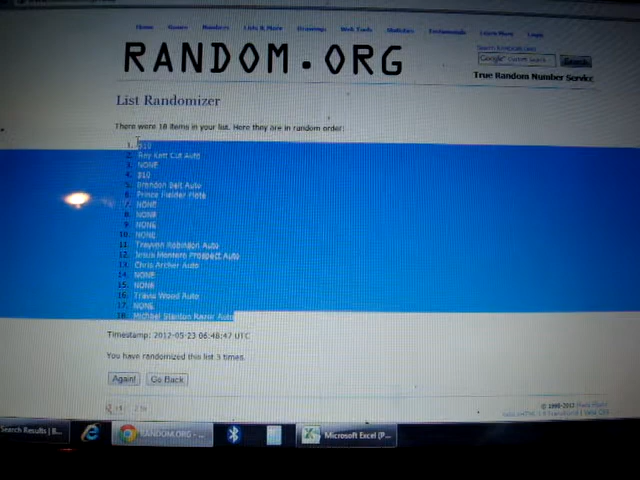 Home Games Numbers Lists & More Drawings Web Tools Statistics Testimonials Learn More Login
RANDOM.ORG
Search RANDOM.ORG
Google Custom Search
Search
True Random Number Service
List Randomizer
There were 18 items in your list. Here they are in random order:
1. $10
2. Ray Katt Cut Auto
3. NONE
4. $10
5. Brandon Belt Auto
6. Prince Fielder Plate
7. NONE
8. NONE
9. NONE
10. NONE
11. Trayvon Robinson Auto
12. Jesus Montero Prospect Auto
13. Chris Archer Auto
14. NONE
15. NONE
16. Travis Wood Auto
17. NONE
18. Michael Stanton Razor Auto
Timestamp: 2012-05-23 06:48:47 UTC
You have randomized this list 3 times.
Again! Go Back
© 1998-2012
Search Results | B...
RANDOM.ORG - ...
Microsoft Excel (P...